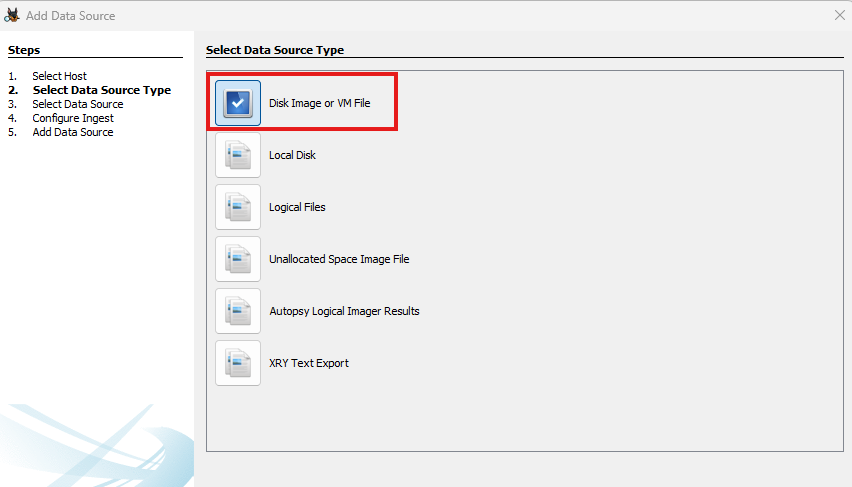 Add Data Source
Steps
1. Select Host
2. Select Data Source Type
3. Select Data Source
4. Configure Ingest
5. Add Data Source
Select Data Source Type
Disk Image or VM File
Local Disk
Logical Files
Unallocated Space Image File
Autopsy Logical Imager Results
XRY Text Export